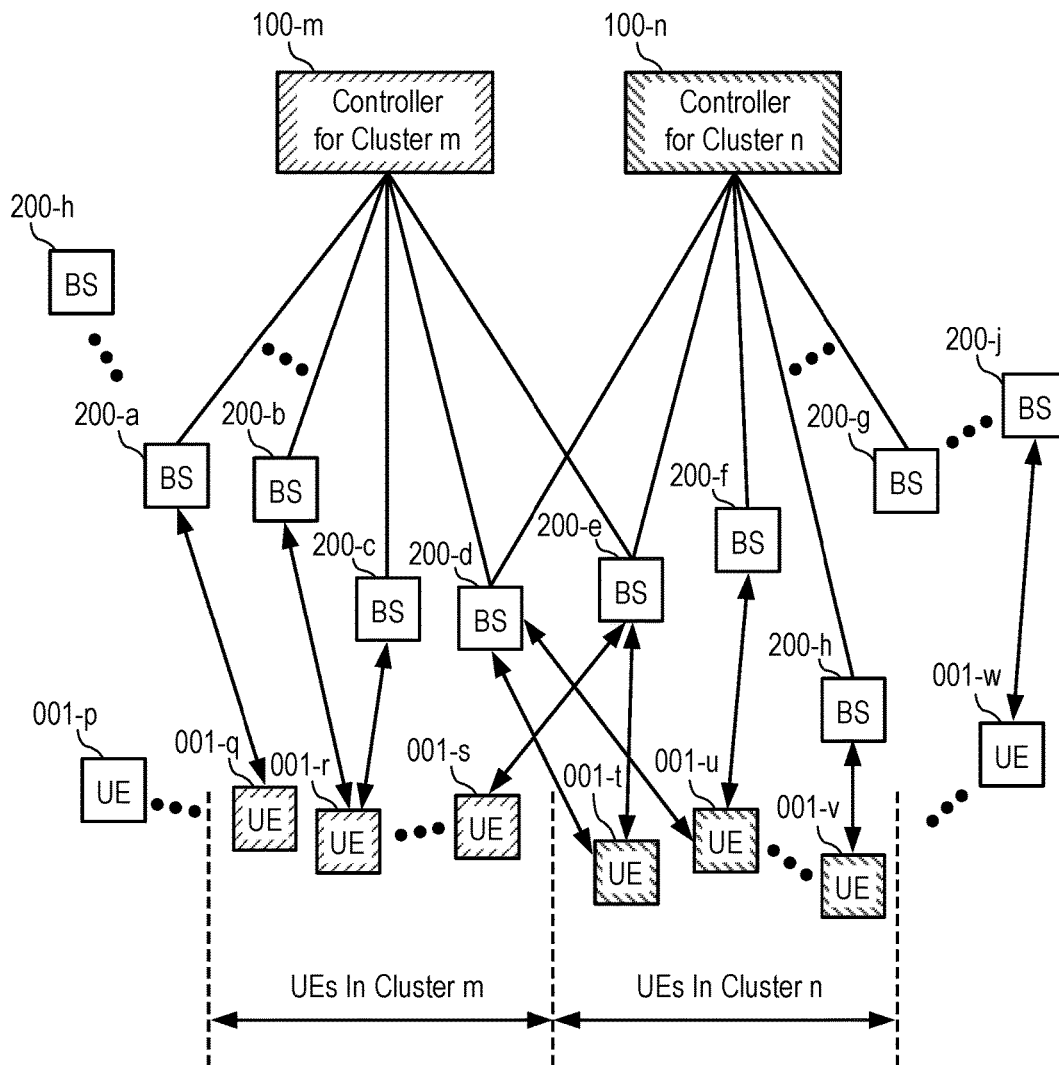 100-m
100-n
Controller
for Cluster m
Controller
for Cluster n
200-h
BS
200-j
BS
200-a
BS
200-b
BS
200-g
BS
200-f
BS
200-c
BS
200-d
BS
200-e
BS
200-h
BS
001-w
UE
001-p
UE
001-q
UE
001-r
UE
001-s
UE
001-t
UE
001-u
UE
001-v
UE
UEs In Cluster m
UEs In Cluster n